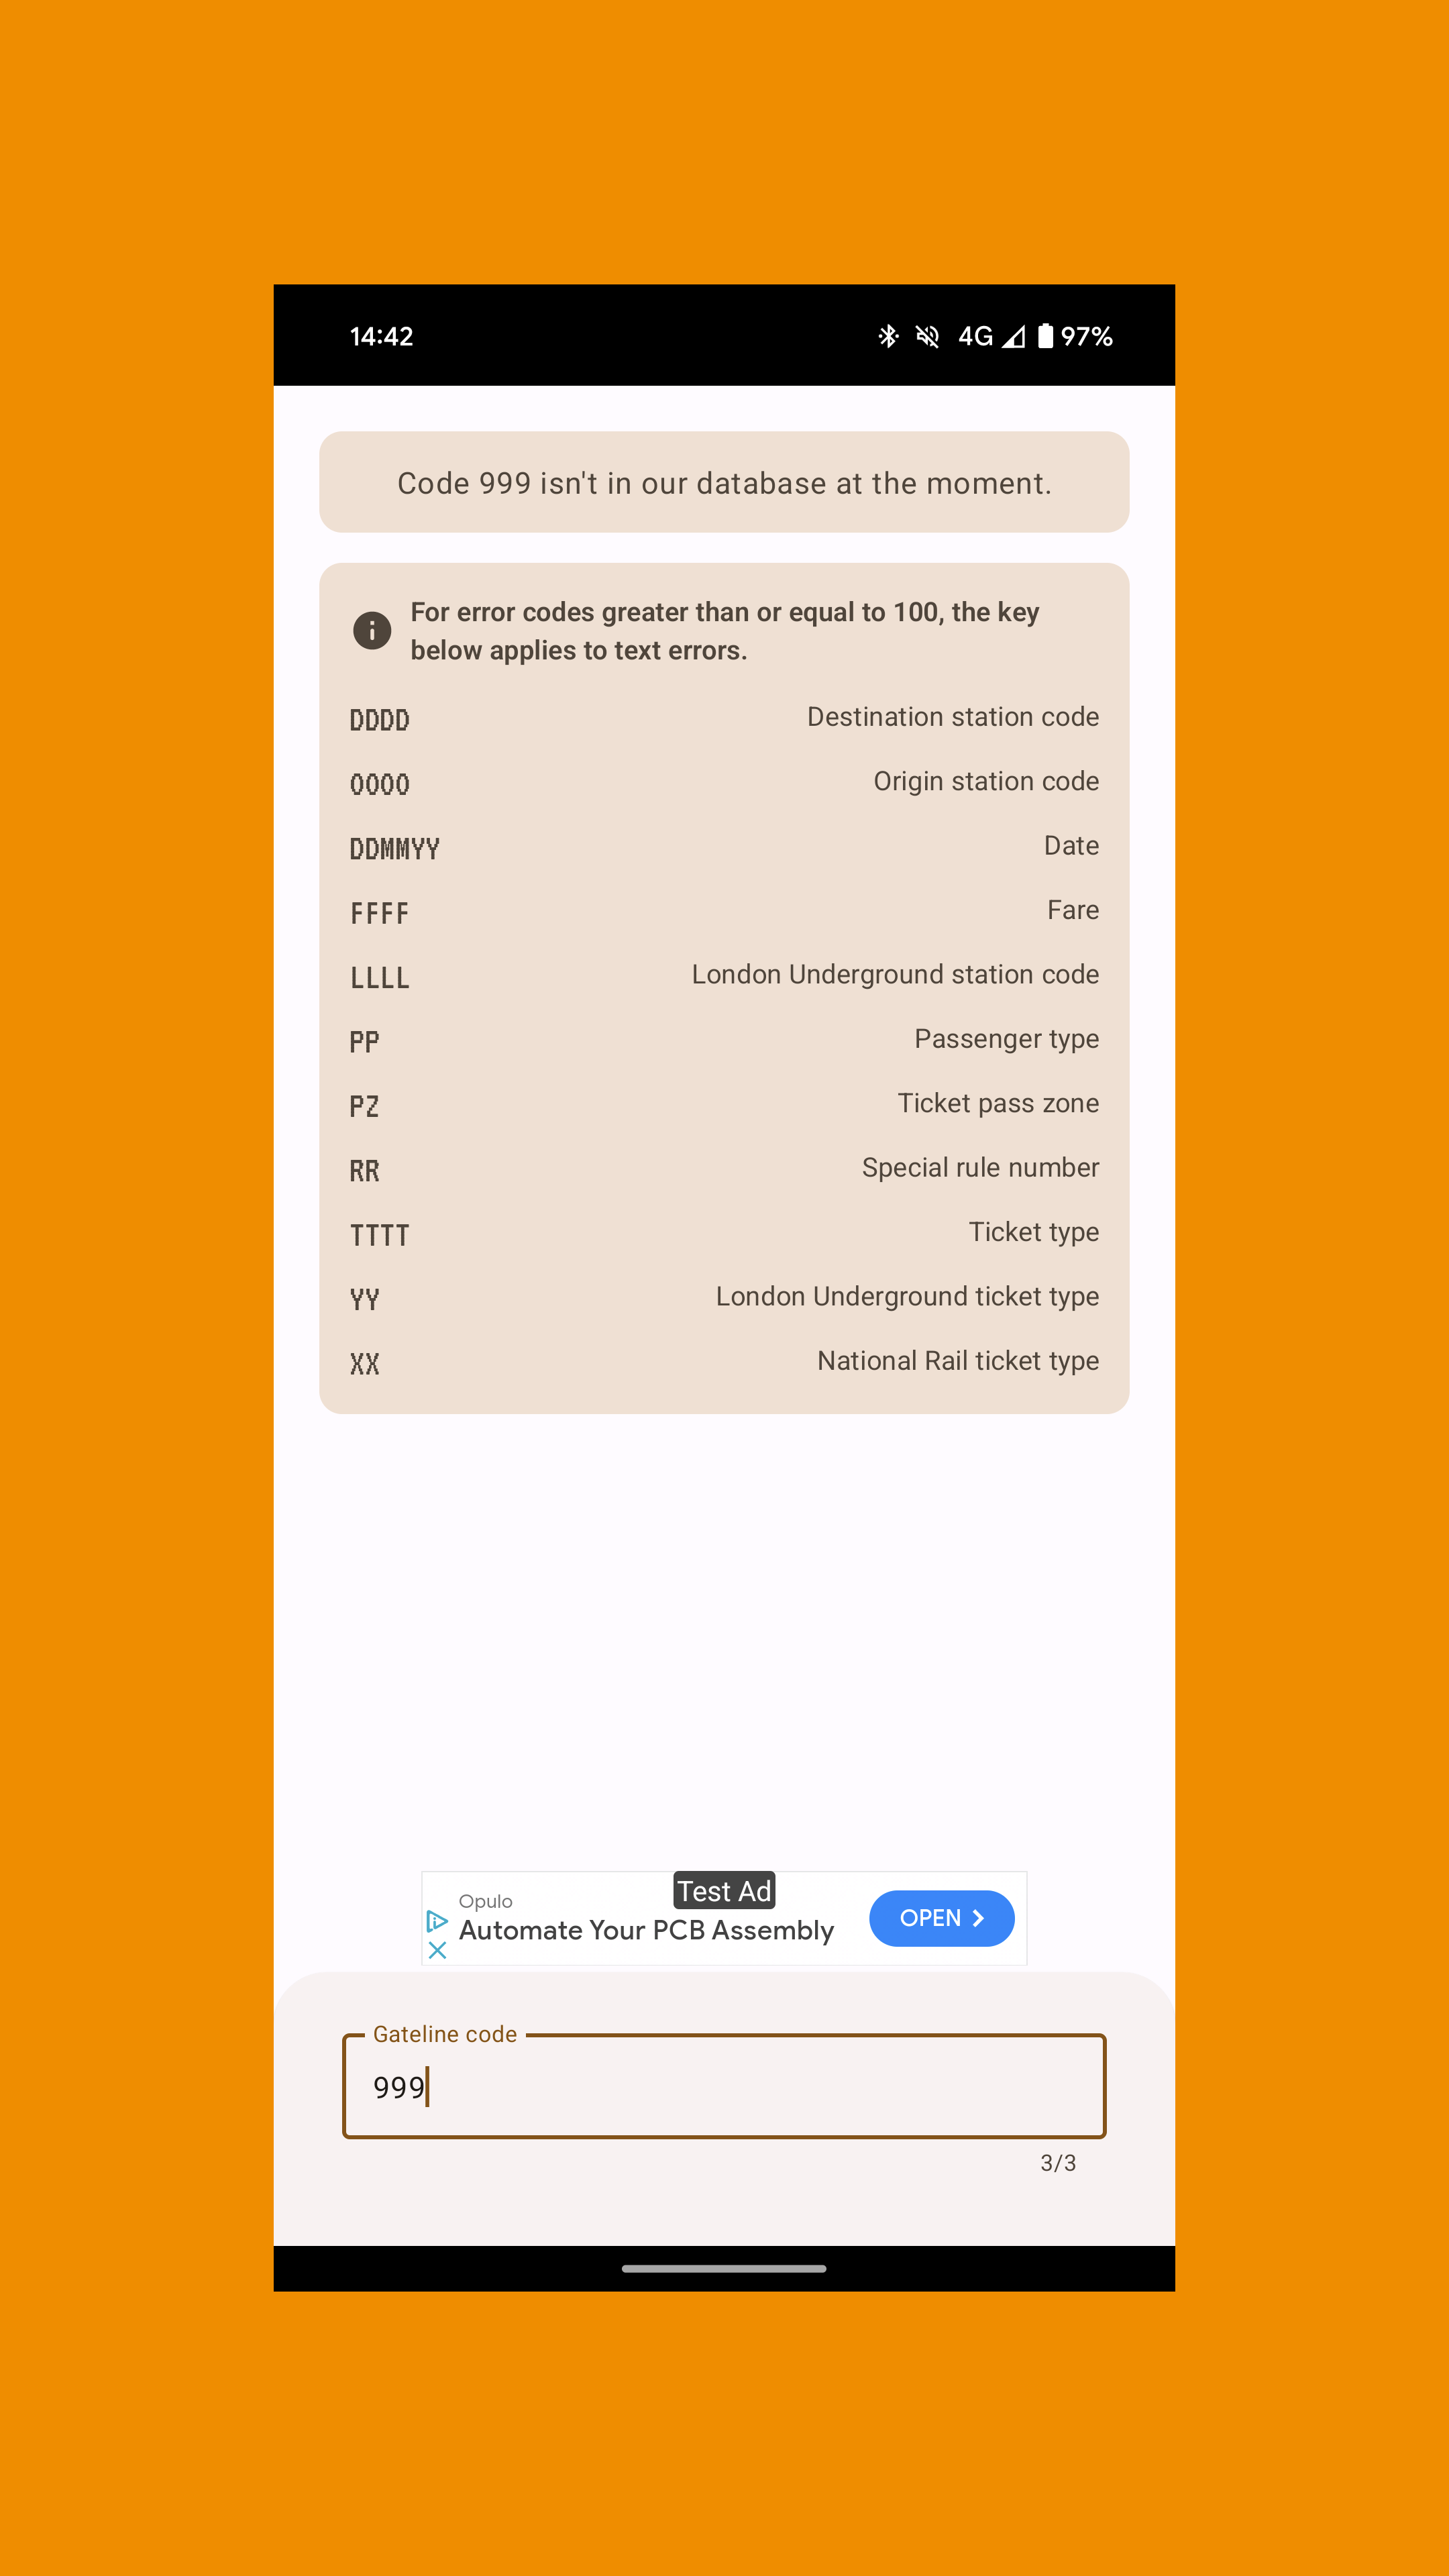 14:42
4G 97%
Code 999 isn't in our database at the moment.
For error codes greater than or equal to 100, the key
below applies to text errors.
DDDD Destination station code
OOOO Origin station code
DDMMYY Date
FFFF Fare
LLLL London Underground station code
PP Passenger type
PZ Ticket pass zone
RR Special rule number
TTTT Ticket type
YY London Underground ticket type
XX National Rail ticket type
Test Ad
Opulo
Automate Your PCB Assembly
OPEN
Gateline code
999
3/3